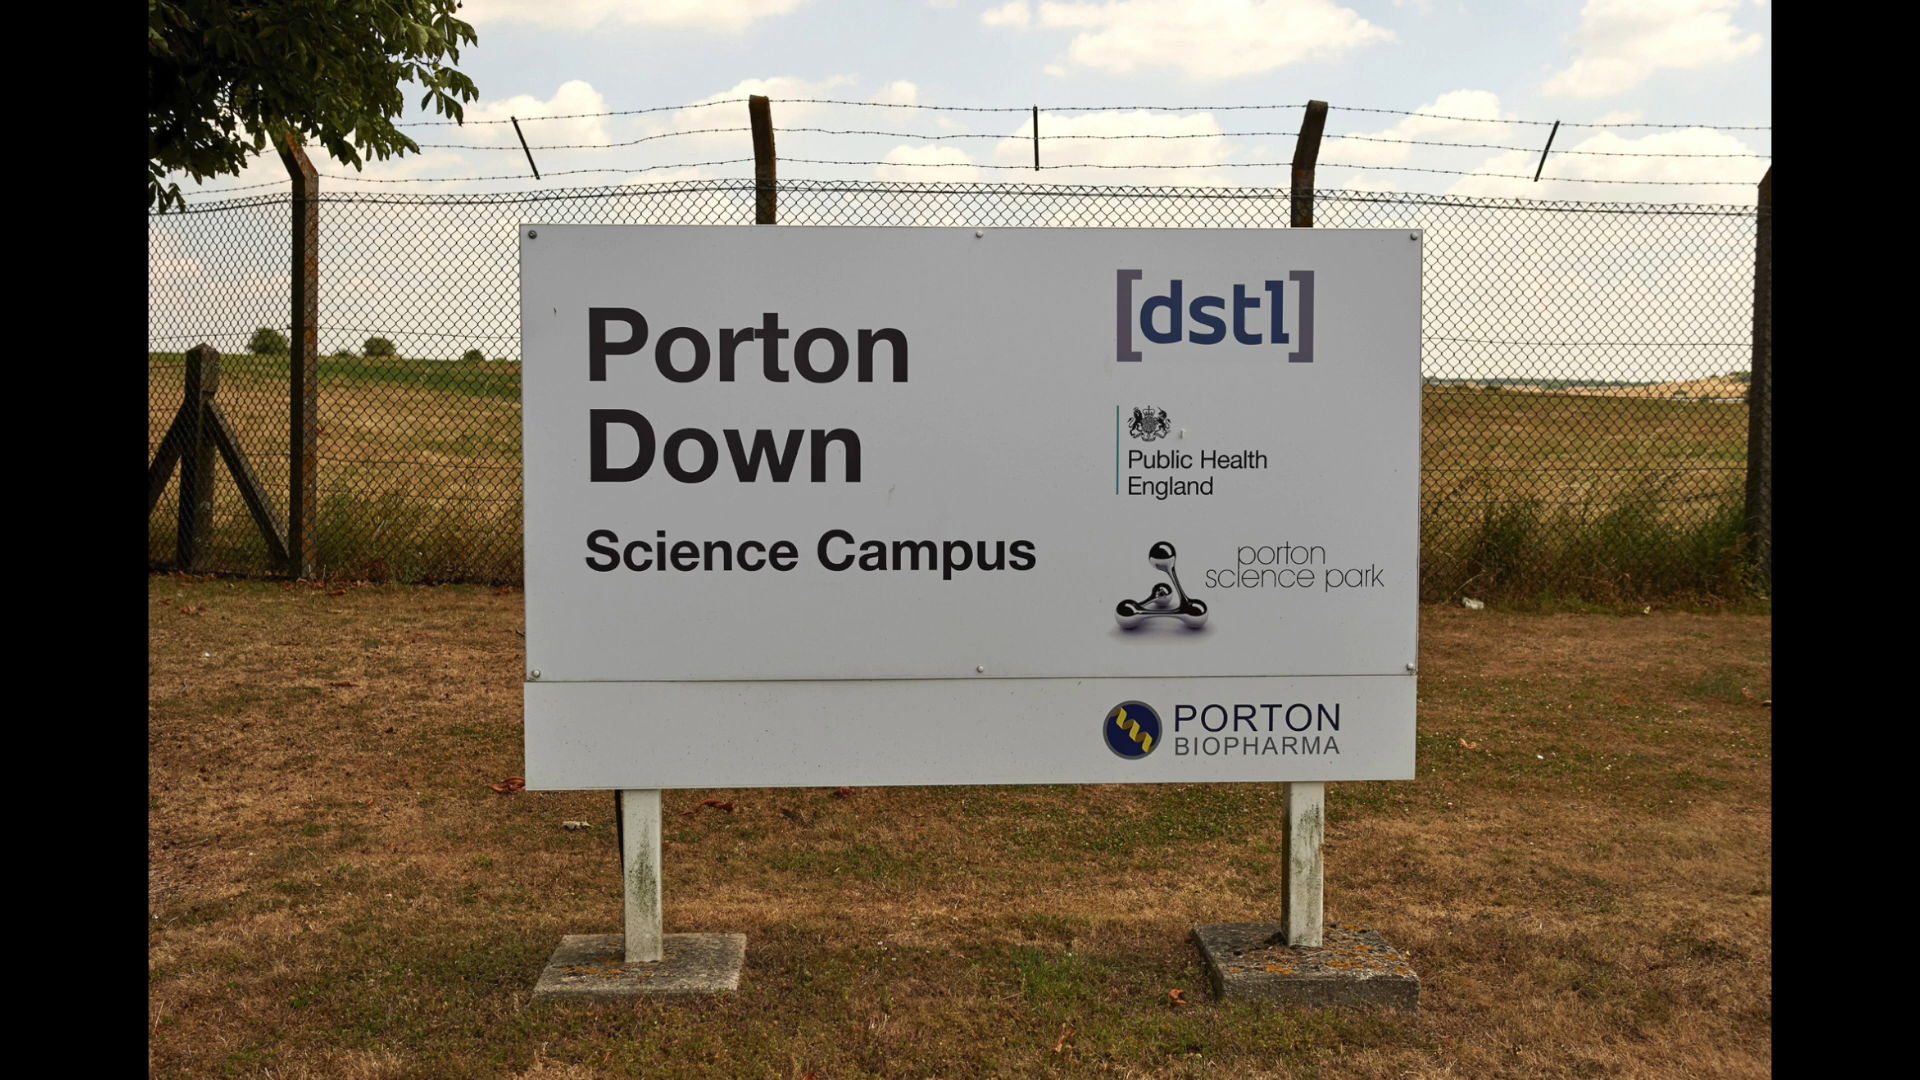 Porton
Down
Science Campus
[dstl]
Public Health
England
porton
science park
PORTON
BIOPHARMA